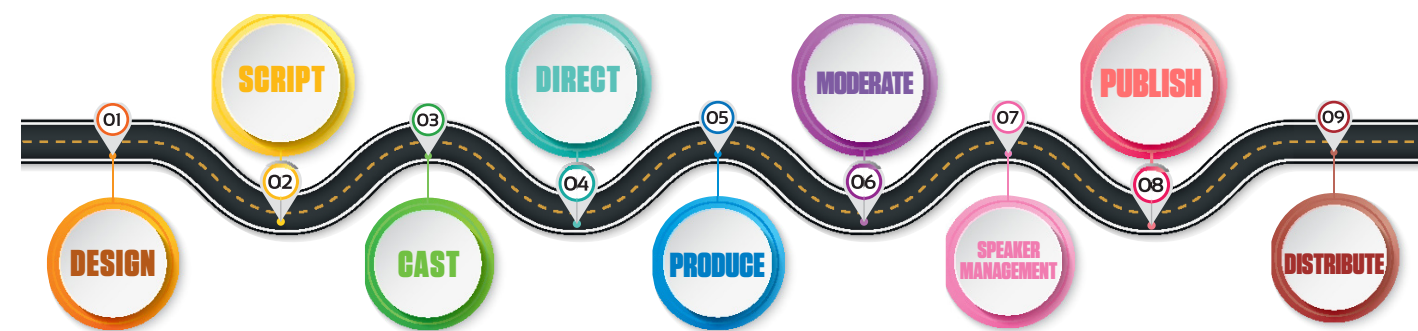 01
DESIGN
02
SCRIPT
03
CAST
04
DIRECT
05
PRODUCE
06
MODERATE
07
SPEAKER
MANAGEMENT
08
PUBLISH
09
DISTRIBUTE